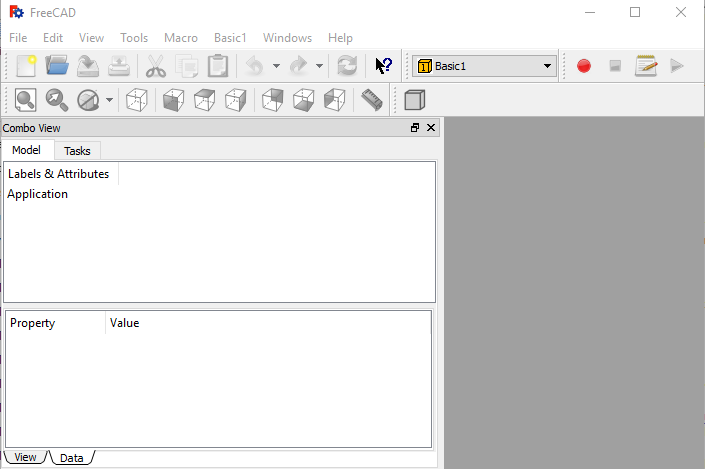 FreeCAD
File Edit View Tools Macro Basic1 Windows Help
Basic1
Combo View
Model Tasks
Labels & Attributes
Application
Property Value
View Data